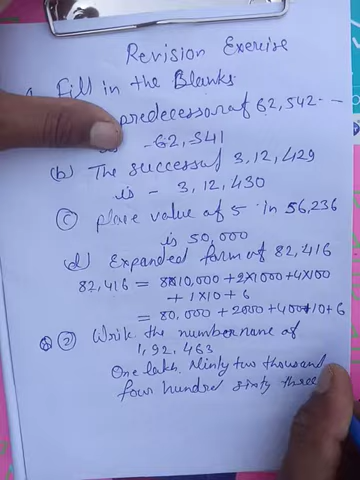 Revision Exercise
Fill in the Blanks
predecessor of 62,542 --
- 62,541
(b) The successof 3,12,429
is - 3,12,430
(c) place value of 5 in 56,236
is 50,000
(d) Expanded form of 82,416
82,416 = 8×10,000 + 2×1000 + 4×100
+ 1×10 + 6
= 80,000 + 2000 + 400+10+6
(2) Write the number name of
1,92,463
One lakh Ninty two thousand
four hundred sixty three